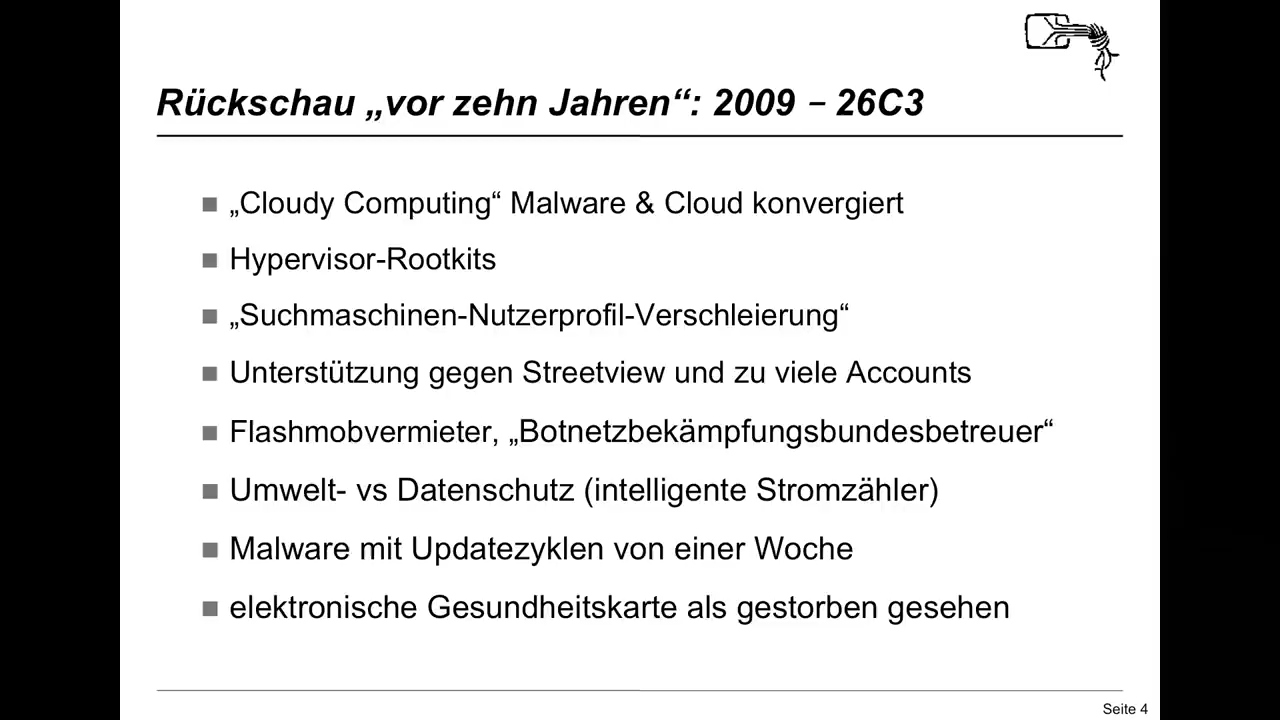 Rückschau „vor zehn Jahren“: 2009 – 26C3
„Cloudy Computing“ Malware & Cloud konvergiert
Hypervisor-Rootkits
„Suchmaschinen-Nutzerprofil-Verschleierung“
Unterstützung gegen Streetview und zu viele Accounts
Flashmobvermieter, „Botnetzbekämpfungsbundesbetreuer“
Umwelt- vs Datenschutz (intelligente Stromzähler)
Malware mit Updatezyklen von einer Woche
elektronische Gesundheitskarte als gestorben gesehen
Seite 4